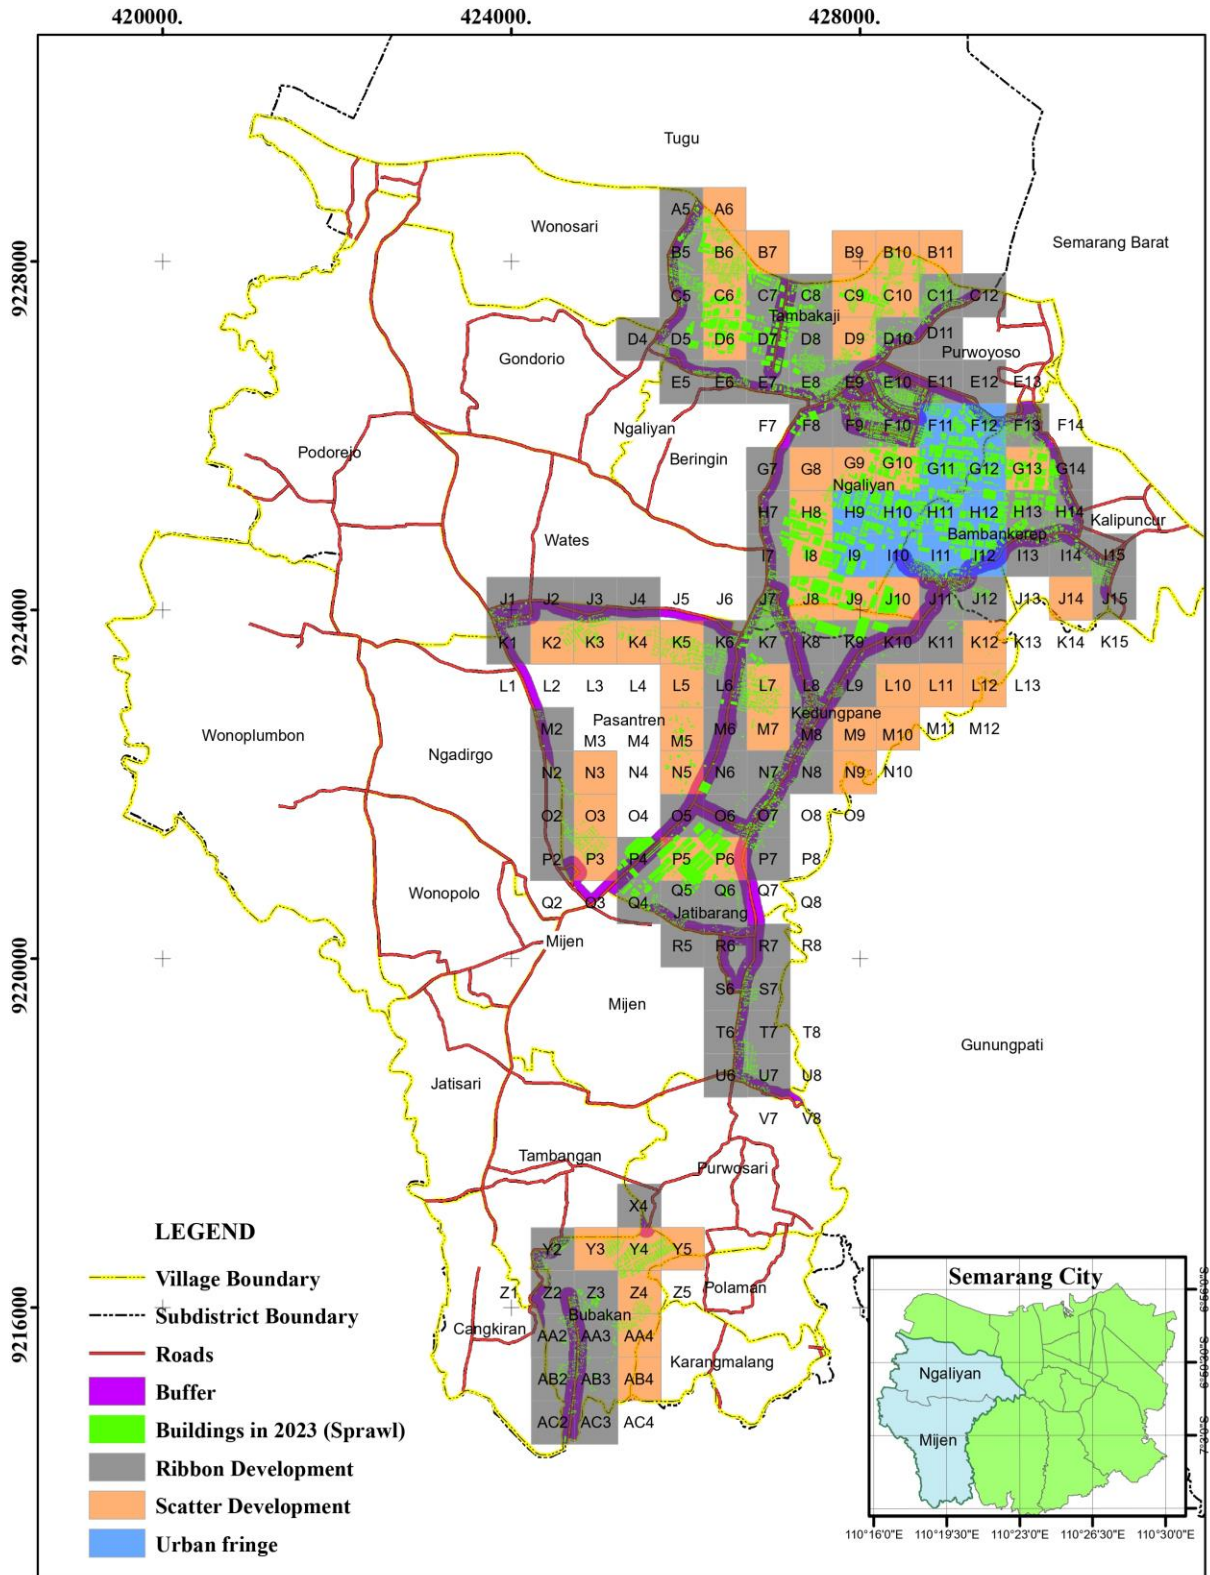 420000.
424000.
428000.
9228000
9224000
9220000
9216000
Tugu
Wonosari
Semarang Barat
A5 A6
B5 B6 B7 B9 B10 B11
C5 C6 C7 C8 C9 C10 C11 C12
Tambakaji
D4 D5 D6 D7 D8 D9 D10 D11
Gondorio
Purwoyoso
E5 E6 E7 E8 E9 E10 E11 E12 E13
Ngaliyan
F7 F8 F9 F10 F11 F12 F13 F14
Podorejo
Beringin
G7 G8 G9 G10 G11 G12 G13 G14
Ngaliyan
H7 H8 H9 H10 H11 H12 H13 H14
Kalipuncur
Wates
Bambankerep
I7 I8 I9 I10 I11 I12 I13 I14 I15
J1 J2 J3 J4 J5 J6 J7 J8 J9 J10 J11 J12 J13 J14 J15
K1 K2 K3 K4 K5 K6 K7 K8 K9 K10 K11 K12 K13 K14 K15
L1 L2 L3 L4 L5 L6 L7 L8 L9 L10 L11 L12 L13
Pasantren
Kedungpane
Wonoplumbon
Ngadirgo
M2 M3 M4 M5 M6 M7 M8 M9 M10 M11 M12
N2 N3 N4 N5 N6 N7 N8 N9 N10
O2 O3 O4 O5 O6 O7 O8 O9
P2 P3 P4 P5 P6 P7 P8
Wonopolo
Q2 Q3 Q4 Q5 Q6 Q7 Q8
Jatibarang
Mijen
R5 R6 R7 R8
S6 S7
Mijen
T6 T7 T8
Gunungpati
U6 U7 U8
Jatisari
V7 V8
Tambangan
Purwosari
X4
Y2 Y3 Y4 Y5
Z1 Z2 Z3 Z4 Z5
Polaman
Bubakan
Cangkiran
AA2 AA3 AA4
Karangmalang
AB2 AB3 AB4
AC2 AC3 AC4
LEGEND
Village Boundary
Subdistrict Boundary
Roads
Buffer
Buildings in 2023 (Sprawl)
Ribbon Development
Scatter Development
Urban fringe
Semarang City
Ngaliyan
Mijen
6°56'0"S
6°59'30"S
7°3'0"S
110°16'0"E 110°19'30"E 110°23'0"E 110°26'30"E 110°3'0"E